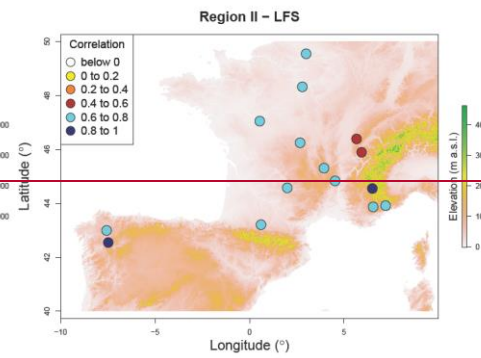 Region II – LFS
Correlation
below 0
0 to 0.2
0.2 to 0.4
0.4 to 0.6
0.6 to 0.8
0.8 to 1
50
48
46
44
42
40
Latitude (°)
−10
−5
0
5
Longitude (°)
Elevation (m a.s.l.)